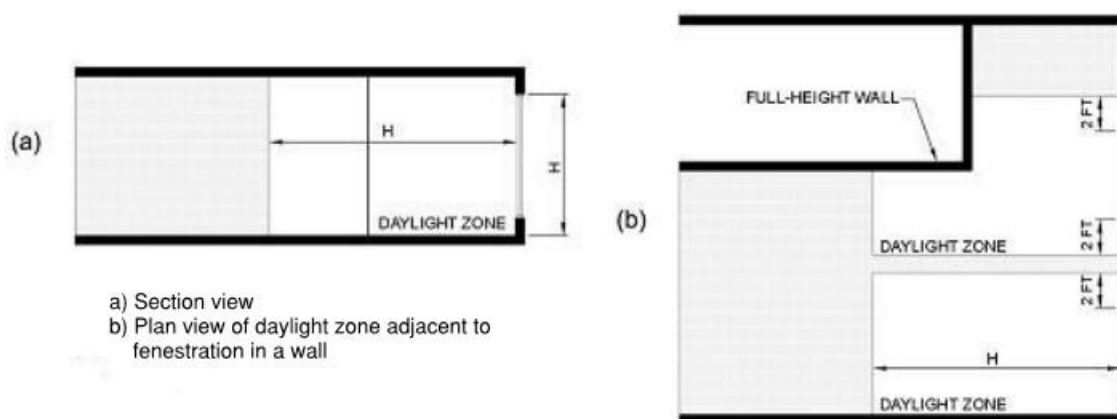 (a)
H
H
DAYLIGHT ZONE
a) Section view
b) Plan view of daylight zone adjacent to
fenestration in a wall
(b)
FULL-HEIGHT WALL
2 FT
2 FT
DAYLIGHT ZONE
2 FT
H
DAYLIGHT ZONE